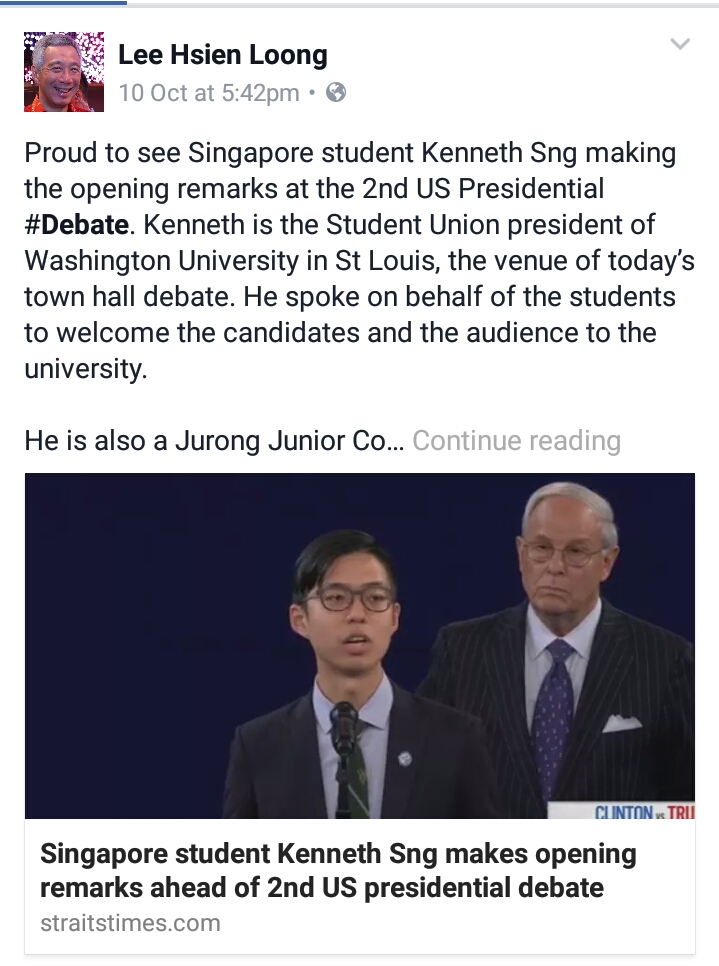 Lee Hsien Loong
10 Oct at 5:42pm •
Proud to see Singapore student Kenneth Sng making
the opening remarks at the 2nd US Presidential
#Debate. Kenneth is the Student Union president of
Washington University in St Louis, the venue of today's
town hall debate. He spoke on behalf of the students
to welcome the candidates and the audience to the
university.
He is also a Jurong Junior Co... Continue reading
CLINTON vs TRU
Singapore student Kenneth Sng makes opening
remarks ahead of 2nd US presidential debate
straitstimes.com